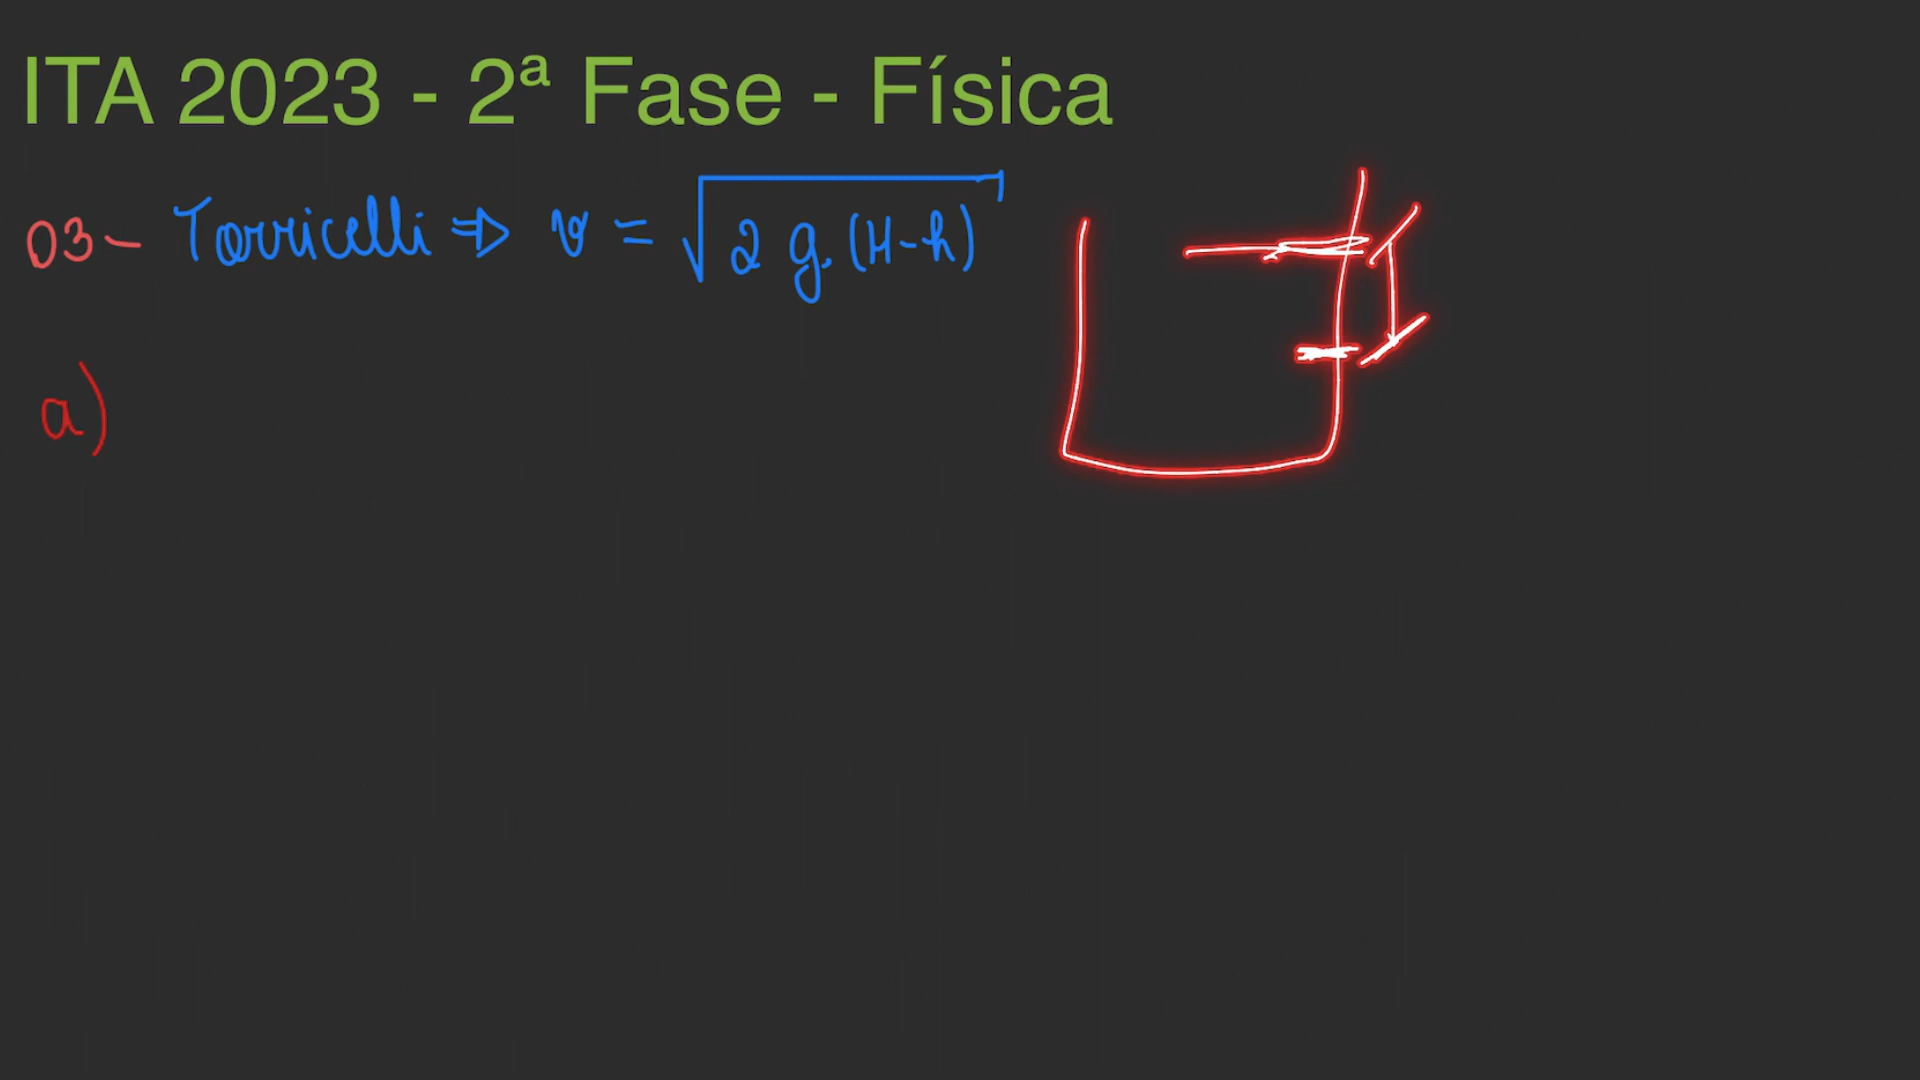 ITA 2023 - 2ª Fase - Física
03- Torricelli ⇒ v = √2 g.(H-h)
a)